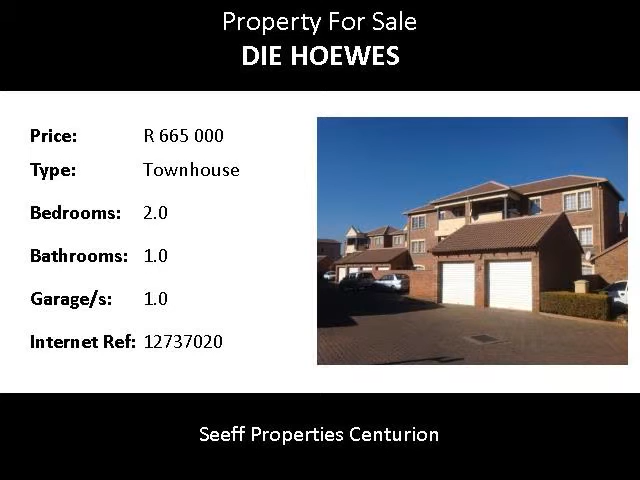 Property For Sale
DIE HOEWES
Price: R 665 000
Type: Townhouse
Bedrooms: 2.0
Bathrooms: 1.0
Garage/s: 1.0
Internet Ref: 12737020
Seeff Properties Centurion